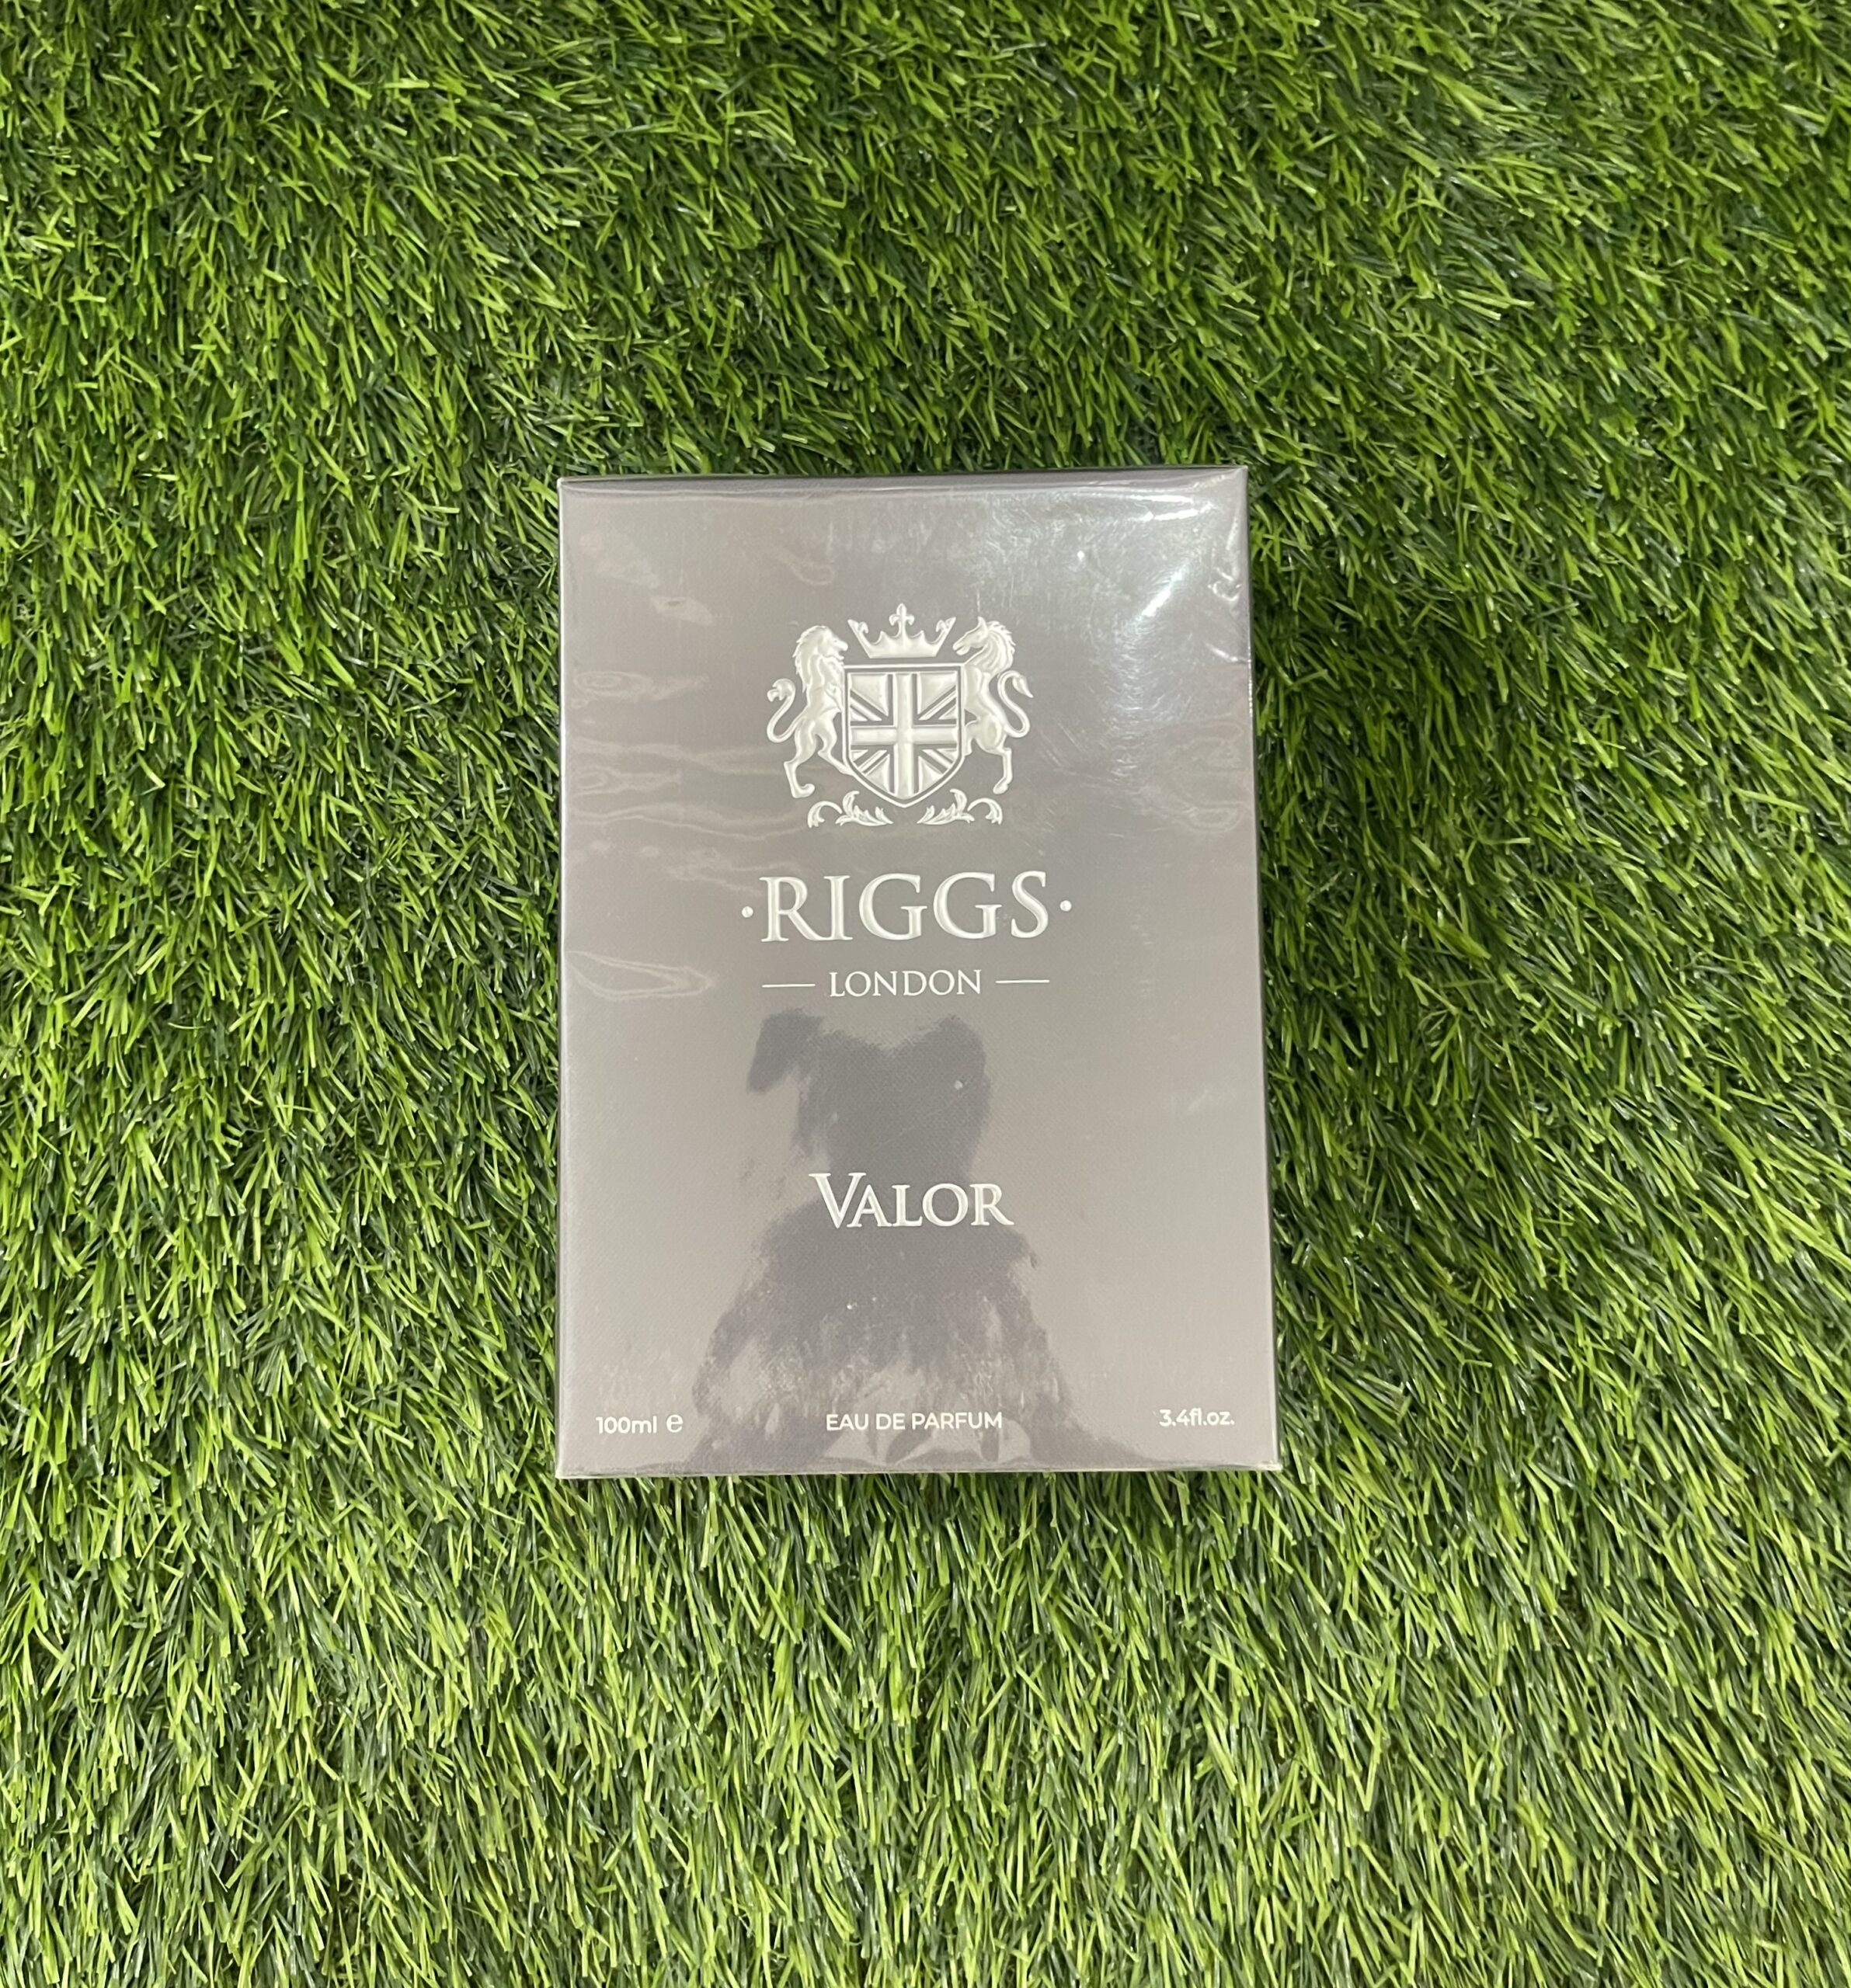 ·RIGGS·
LONDON
VALOR
100ml ℮ EAU DE PARFUM 3.4fl.oz.